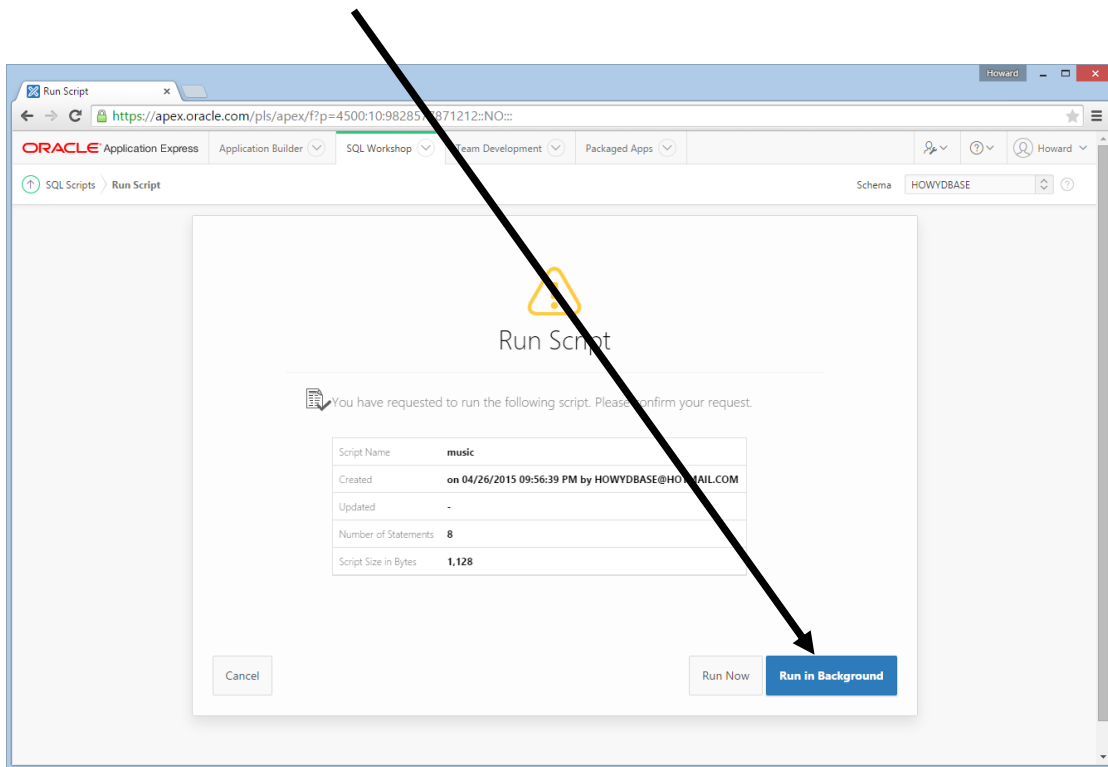 Howard
Run Script
https://apex.oracle.com/pls/apex/f?p=4500:10:9828577871212::NO:::
ORACLE Application Express Application Builder SQL Workshop Team Development Packaged Apps Howard
SQL Scripts Run Script Schema HOWYDBASE
Run Script
You have requested to run the following script. Please confirm your request.
Script Name music
Created on 04/26/2015 09:56:39 PM by HOWYDBASE@HOTMAIL.COM
Updated -
Number of Statements 8
Script Size in Bytes 1,128
Cancel Run Now Run in Background